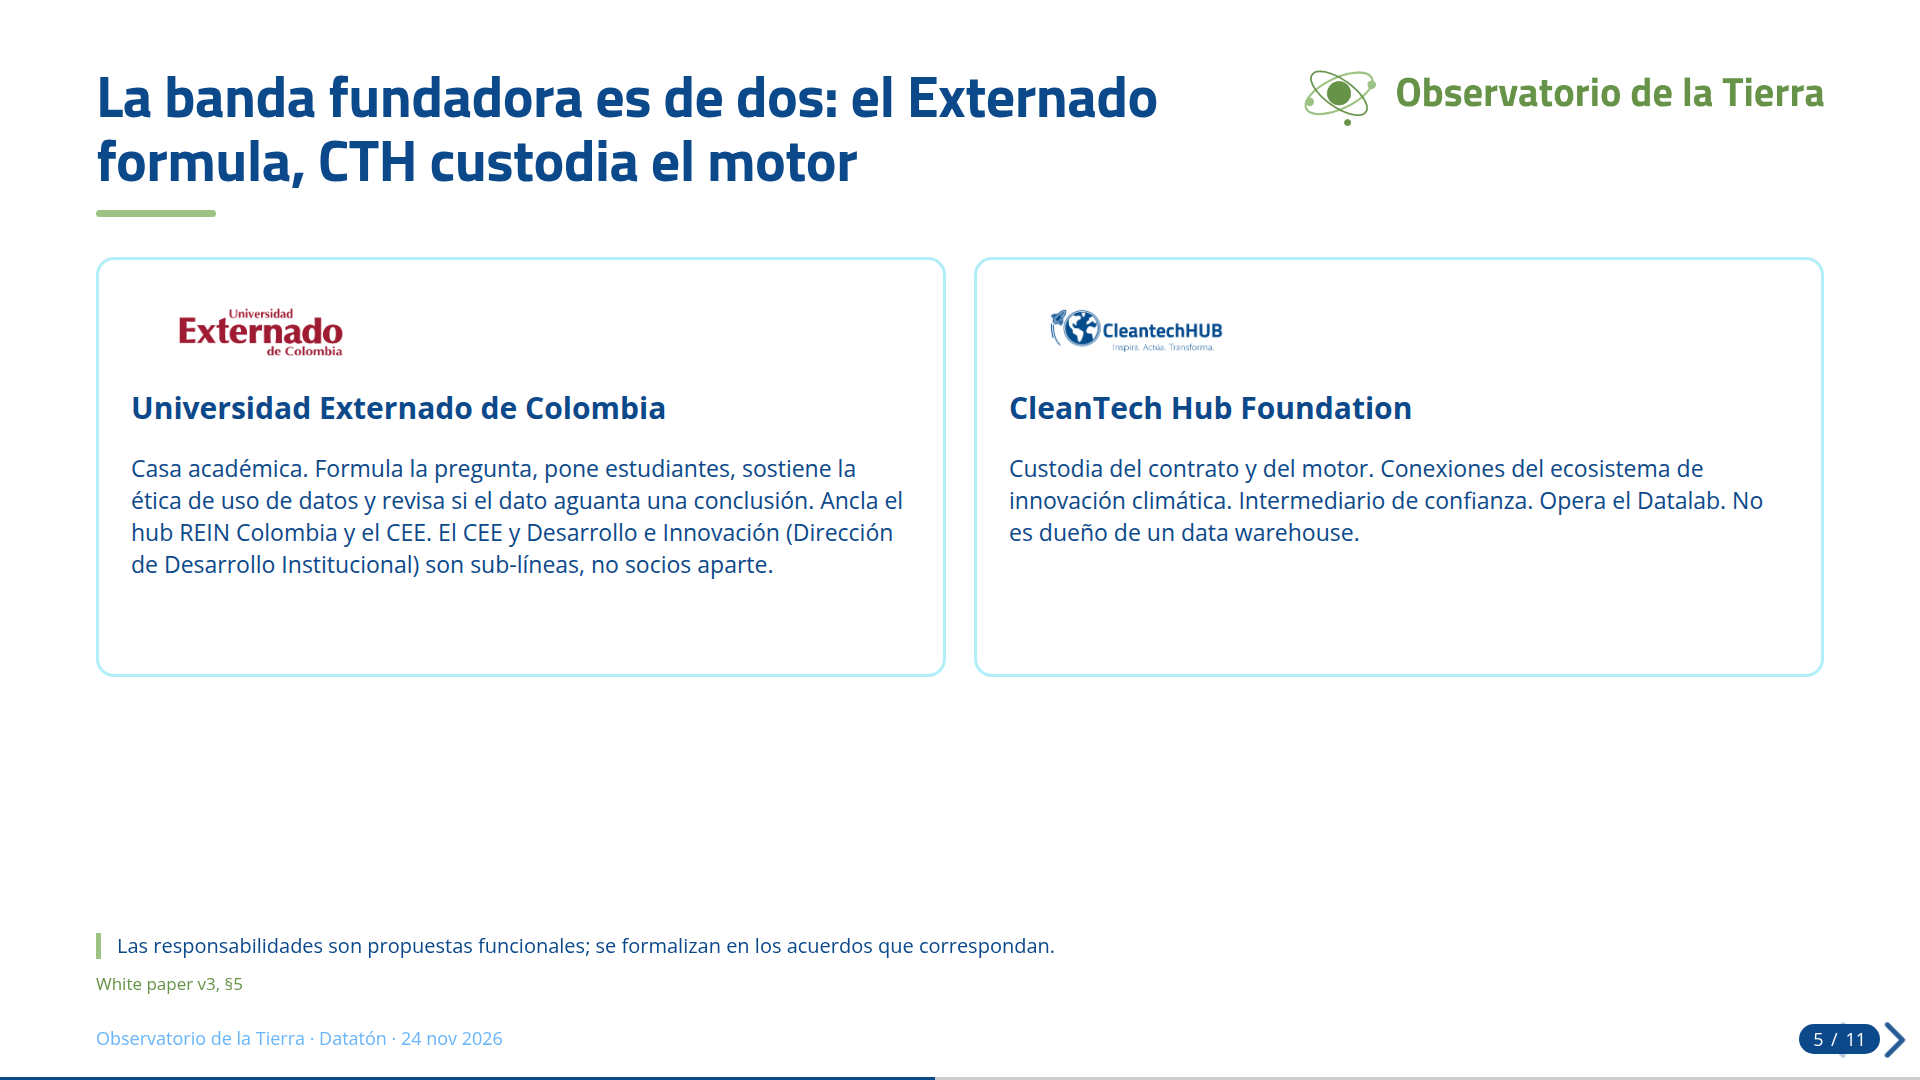 La banda fundadora es de dos: el Externado
formula, CTH custodia el motor
Observatorio de la Tierra
Universidad
Externado
de Colombia
Universidad Externado de Colombia
Casa académica. Formula la pregunta, pone estudiantes, sostiene la
ética de uso de datos y revisa si el dato aguanta una conclusión. Ancla el
hub REIN Colombia y el CEE. El CEE y Desarrollo e Innovación (Dirección
de Desarrollo Institucional) son sub-líneas, no socios aparte.
CleantechHUB
Inspira. Actúa. Transforma.
CleanTech Hub Foundation
Custodia del contrato y del motor. Conexiones del ecosistema de
innovación climática. Intermediario de confianza. Opera el Datalab. No
es dueño de un data warehouse.
Las responsabilidades son propuestas funcionales; se formalizan en los acuerdos que correspondan.
White paper v3, §5
Observatorio de la Tierra · Datatón · 24 nov 2026
5 / 11